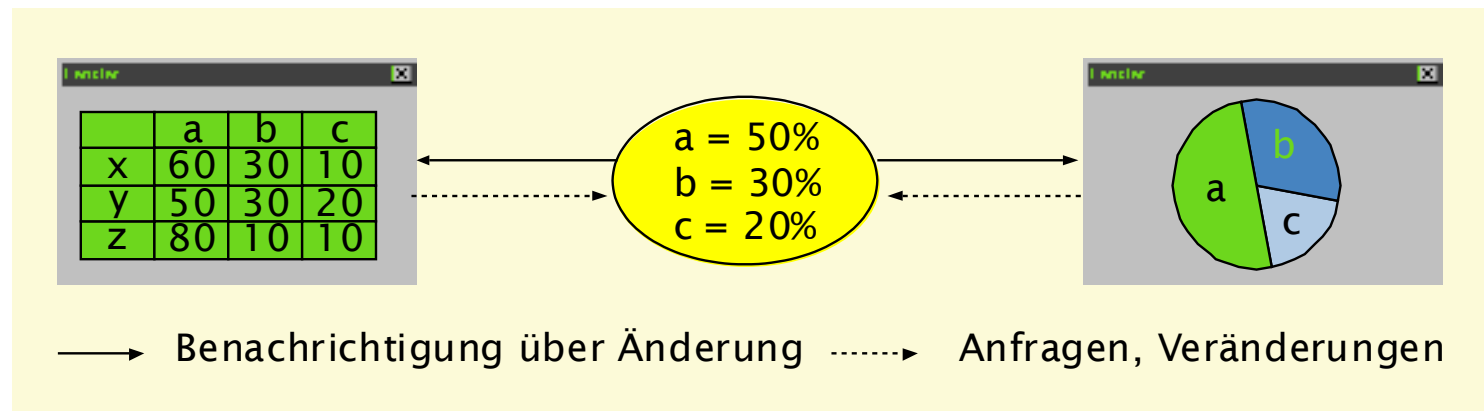 a b c
x 60 30 10
y 50 30 20
z 80 10 10
a = 50%
b = 30%
c = 20%
a
b
c
Benachrichtigung über Änderung
Anfragen, Veränderungen